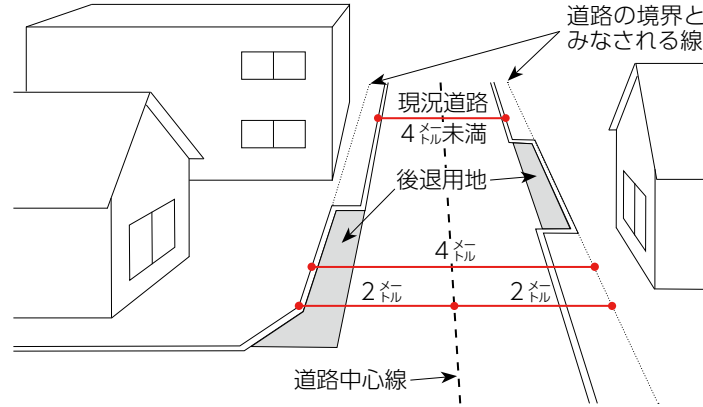 道路の境界と
みなされる線
現況道路
4メートル未満
後退用地
4メートル
2メートル
2メートル
道路中心線